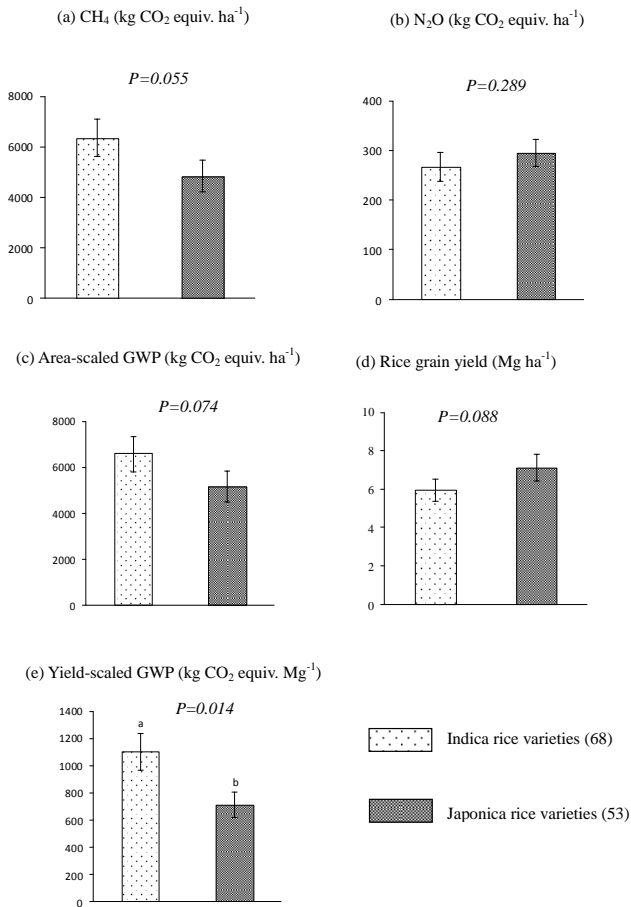 (a) CH₄ (kg CO₂ equiv. ha⁻¹)
P=0.055
8000
6000
4000
2000
0
(b) N₂O (kg CO₂ equiv. ha⁻¹)
P=0.289
400
300
200
100
0
(c) Area-scaled GWP (kg CO₂ equiv. ha⁻¹)
P=0.074
8000
6000
4000
2000
0
(d) Rice grain yield (Mg ha⁻¹)
P=0.088
10
8
6
4
2
0
(e) Yield-scaled GWP (kg CO₂ equiv. Mg⁻¹)
P=0.014
1400
1200
1000
800
600
400
200
0
a
b
Indica rice varieties (68)
Japonica rice varieties (53)